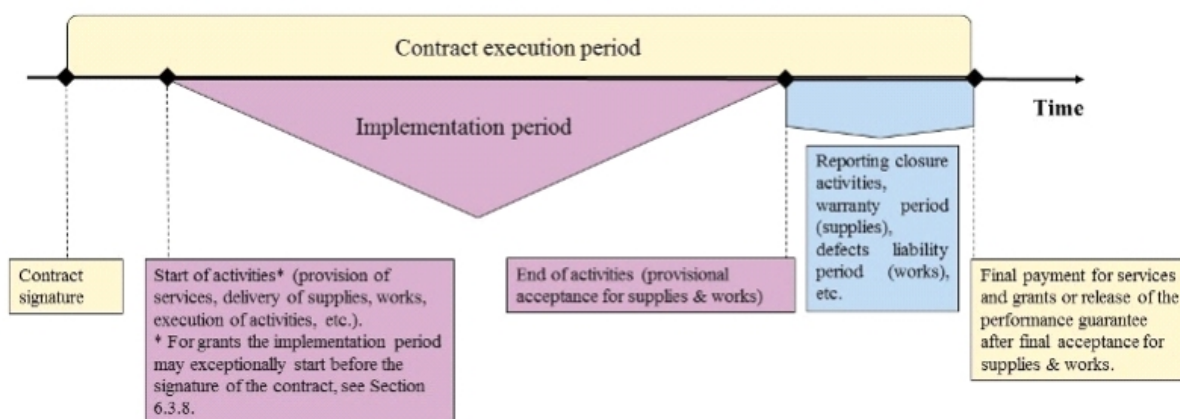 Contract execution period
Time
Implementation period
Reporting closure
activities,
warranty period
(supplies),
defects liability
period (works),
etc.
Contract
signature
Start of activities* (provision of
services, delivery of supplies, works,
execution of activities, etc.).
* For grants the implementation period
may exceptionally start before the
signature of the contract, see Section
6.3.8.
End of activities (provisional
acceptance for supplies & works)
Final payment for services
and grants or release of the
performance guarantee
after final acceptance for
supplies & works.